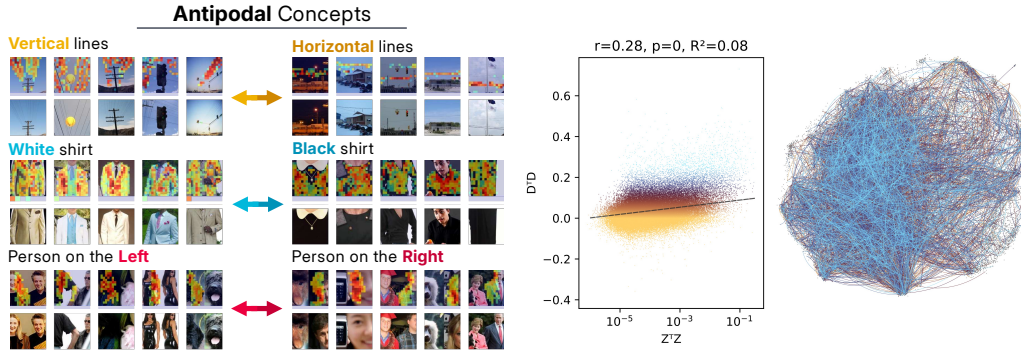 Antipodal Concepts
Vertical lines
Horizontal lines
White shirt
Black shirt
Person on the Left
Person on the Right
r=0.28, p=0, R²=0.08
0.6
0.4
0.2
0.0
−0.2
−0.4
DᵀD
10⁻⁵
10⁻³
10⁻¹
ZᵀZ